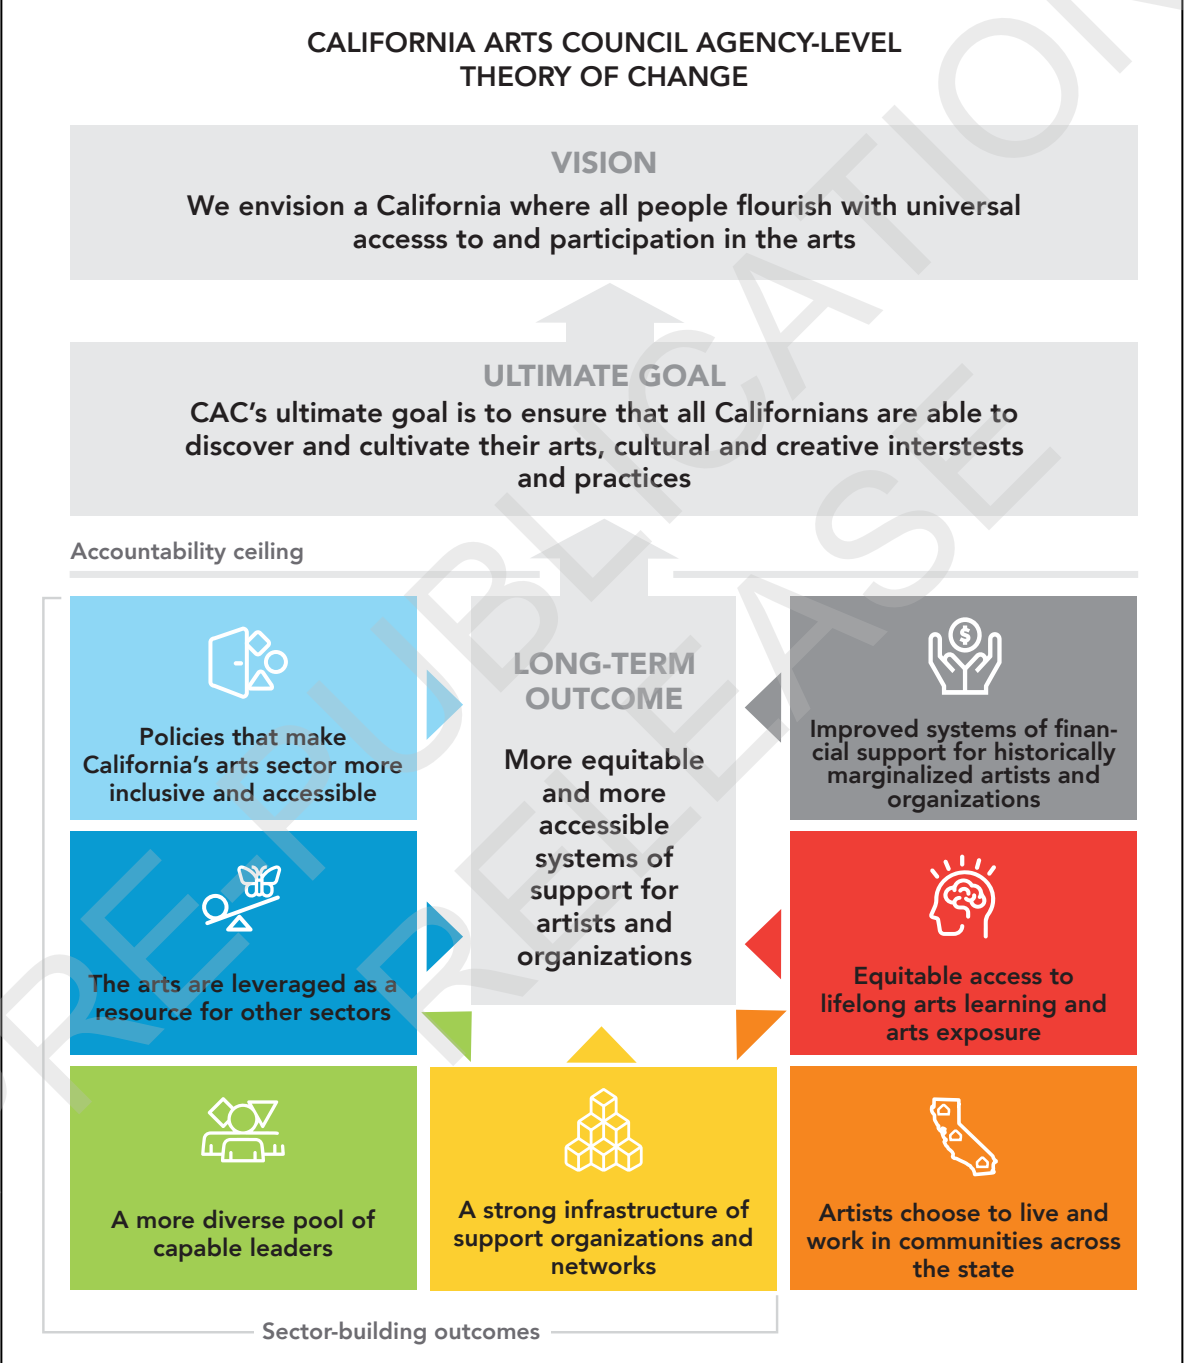 CALIFORNIA ARTS COUNCIL AGENCY-LEVEL
THEORY OF CHANGE
VISION
We envision a California where all people flourish with universal
accesss to and participation in the arts
ULTIMATE GOAL
CAC's ultimate goal is to ensure that all Californians are able to
discover and cultivate their arts, cultural and creative interstests
and practices
Accountability ceiling
Policies that make
California's arts sector more
inclusive and accessible
LONG-TERM
OUTCOME
More equitable
and more
accessible
systems of
support for
artists and
organizations
$
Improved systems of finan-
cial support for historically
marginalized artists and
organizations
The arts are leveraged as a
resource for other sectors
Equitable access to
lifelong arts learning and
arts exposure
A more diverse pool of
capable leaders
A strong infrastructure of
support organizations and
networks
Artists choose to live and
work in communities across
the state
Sector-building outcomes
PRE-PUBLICATION
RELEASE